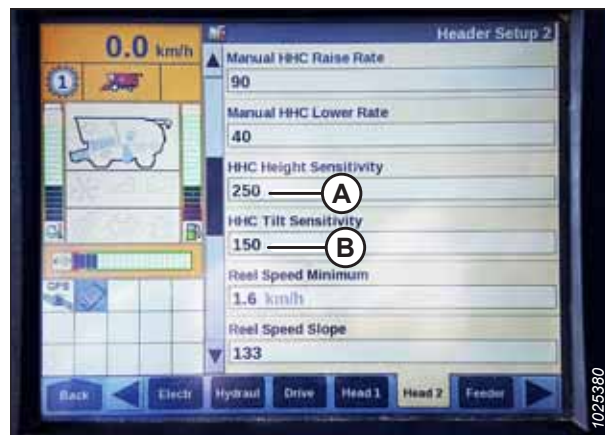 0.0 km/h
Header Setup 2
1
Manual HHC Raise Rate
90
Manual HHC Lower Rate
40
HHC Height Sensitivity
250
A
HHC Tilt Sensitivity
150
B
Reel Speed Minimum
1.6 km/h
Reel Speed Slope
133
GPS
Back
Electr
Hydraul
Drive
Head 1
Head 2
Feeder
1025380